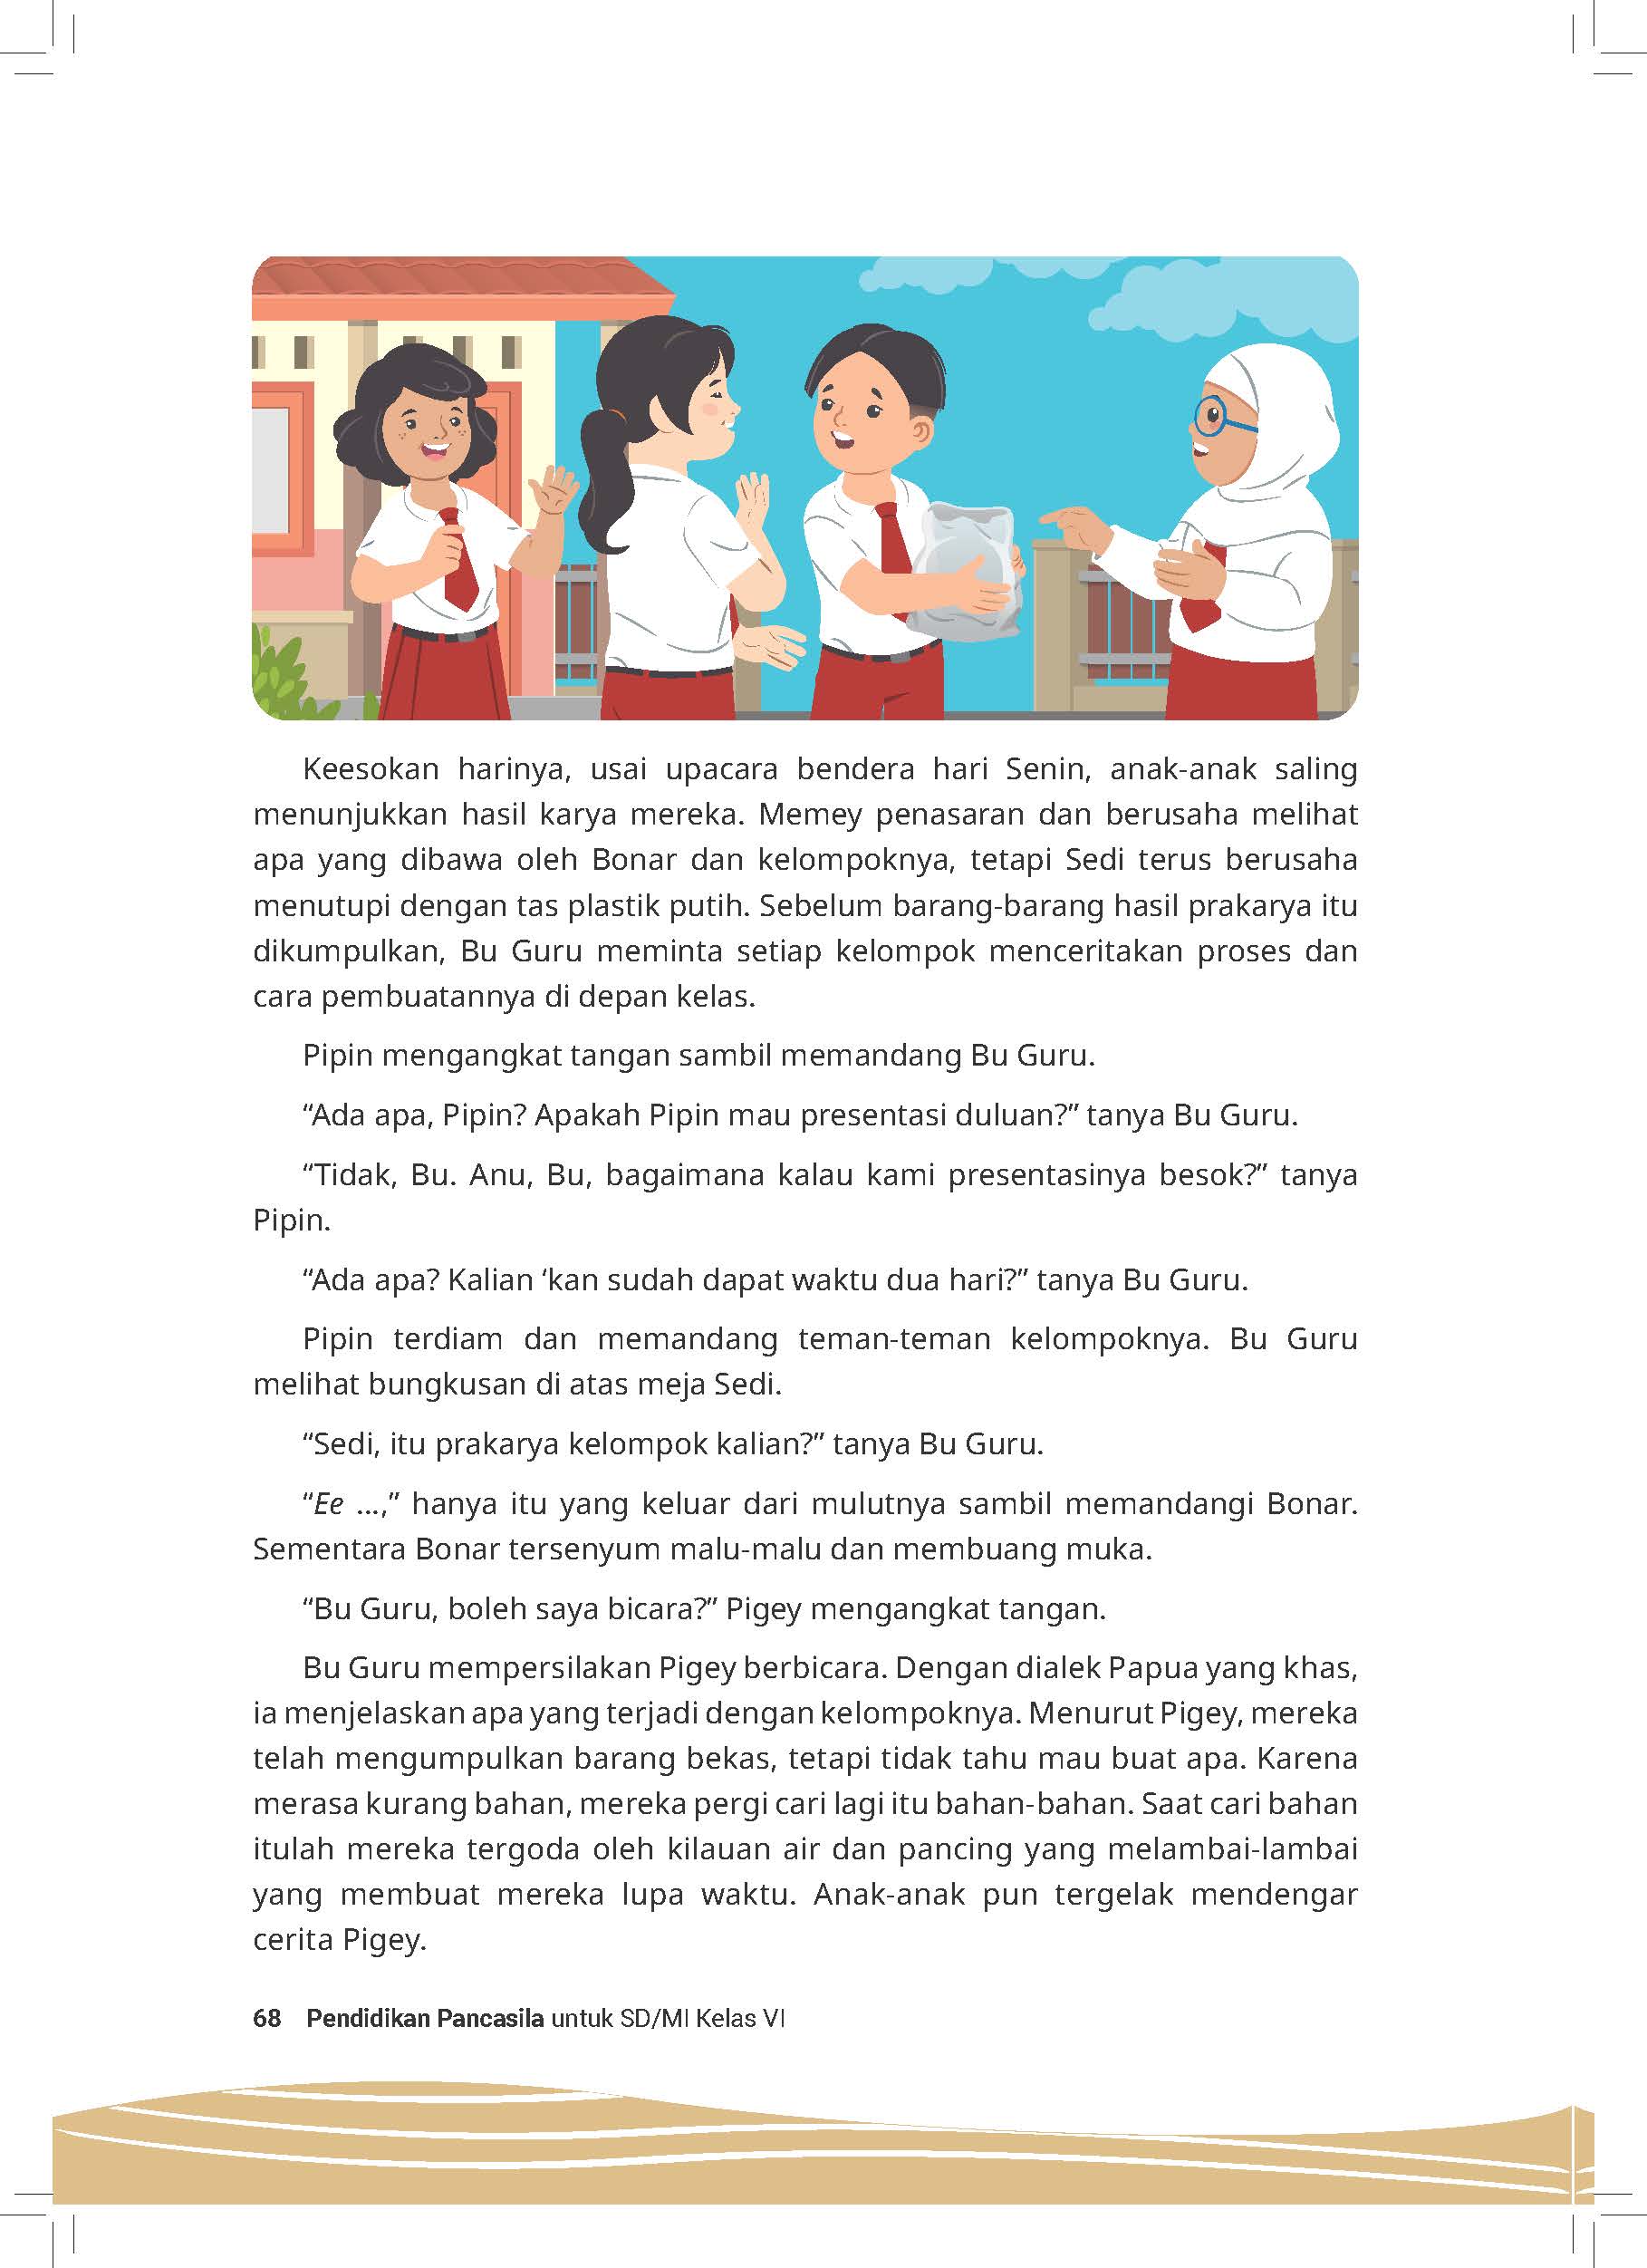 Keesokan harinya, usai upacara bendera hari Senin, anak-anak saling
menunjukkan hasil karya mereka. Memey penasaran dan berusaha melihat
apa yang dibawa oleh Bonar dan kelompoknya, tetapi Sedi terus berusaha
menutupi dengan tas plastik putih. Sebelum barang-barang hasil prakarya itu
dikumpulkan, Bu Guru meminta setiap kelompok menceritakan proses dan
cara pembuatannya di depan kelas.
Pipin mengangkat tangan sambil memandang Bu Guru.
“Ada apa, Pipin? Apakah Pipin mau presentasi duluan?” tanya Bu Guru.
“Tidak, Bu. Anu, Bu, bagaimana kalau kami presentasinya besok?” tanya
Pipin.
“Ada apa? Kalian ‘kan sudah dapat waktu dua hari?” tanya Bu Guru.
Pipin terdiam dan memandang teman-teman kelompoknya. Bu Guru
melihat bungkusan di atas meja Sedi.
“Sedi, itu prakarya kelompok kalian?” tanya Bu Guru.
“Ee ...,” hanya itu yang keluar dari mulutnya sambil memandangi Bonar.
Sementara Bonar tersenyum malu-malu dan membuang muka.
“Bu Guru, boleh saya bicara?” Pigey mengangkat tangan.
Bu Guru mempersilakan Pigey berbicara. Dengan dialek Papua yang khas,
ia menjelaskan apa yang terjadi dengan kelompoknya. Menurut Pigey, mereka
telah mengumpulkan barang bekas, tetapi tidak tahu mau buat apa. Karena
merasa kurang bahan, mereka pergi cari lagi itu bahan-bahan. Saat cari bahan
itulah mereka tergoda oleh kilauan air dan pancing yang melambai-lambai
yang membuat mereka lupa waktu. Anak-anak pun tergelak mendengar
cerita Pigey.
68 Pendidikan Pancasila untuk SD/MI Kelas VI